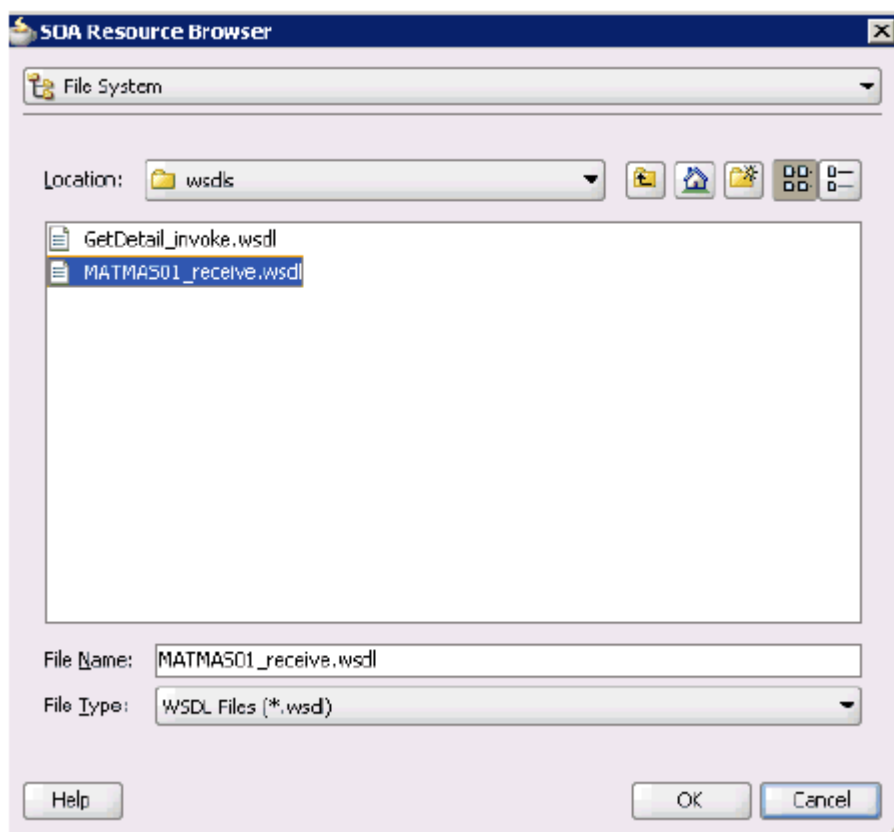 SOA Resource Browser
File System
Location: wsdls
GetDetail_invoke.wsdl
MATMAS01_receive.wsdl
File Name: MATMAS01_receive.wsdl
File Type: WSDL Files (*.wsdl)
Help OK Cancel